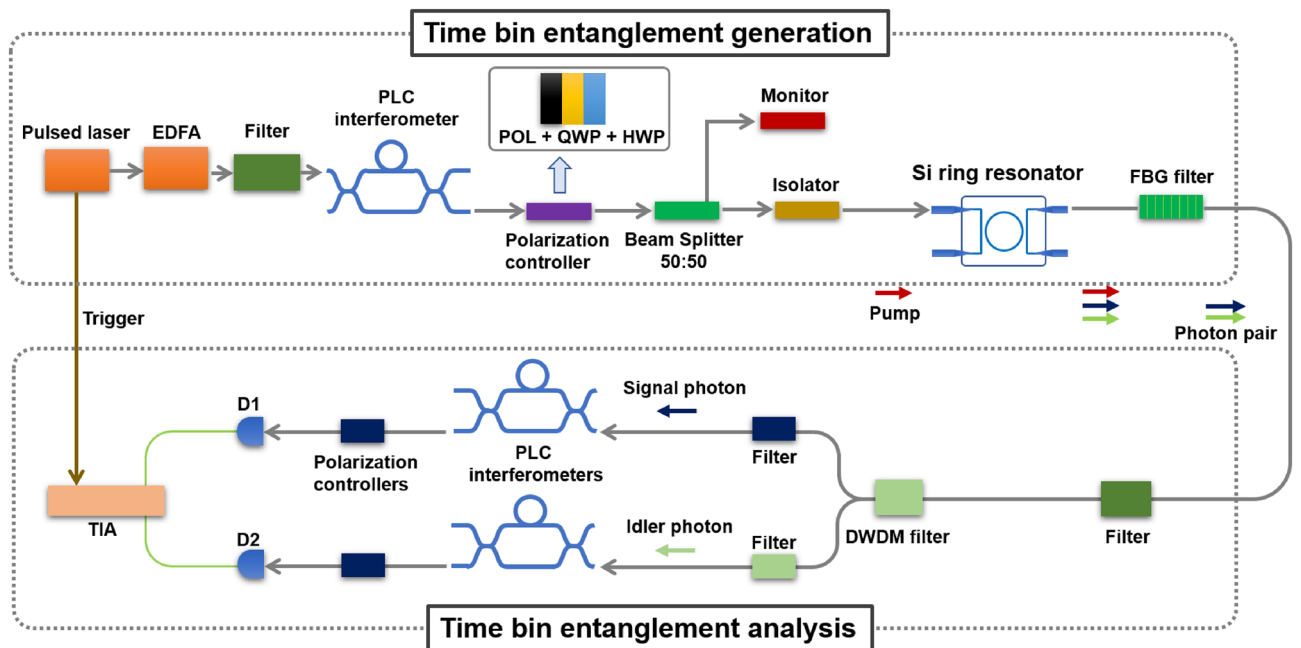 Time bin entanglement generation
Pulsed laser
EDFA
Filter
PLC
interferometer
POL + QWP + HWP
Monitor
Polarization
controller
Beam Splitter
50:50
Isolator
Si ring resonator
FBG filter
Trigger
Pump
Photon pair
D1
Polarization
controllers
PLC
interferometers
Signal photon
Filter
TIA
D2
Idler photon
Filter
DWDM filter
Filter
Time bin entanglement analysis